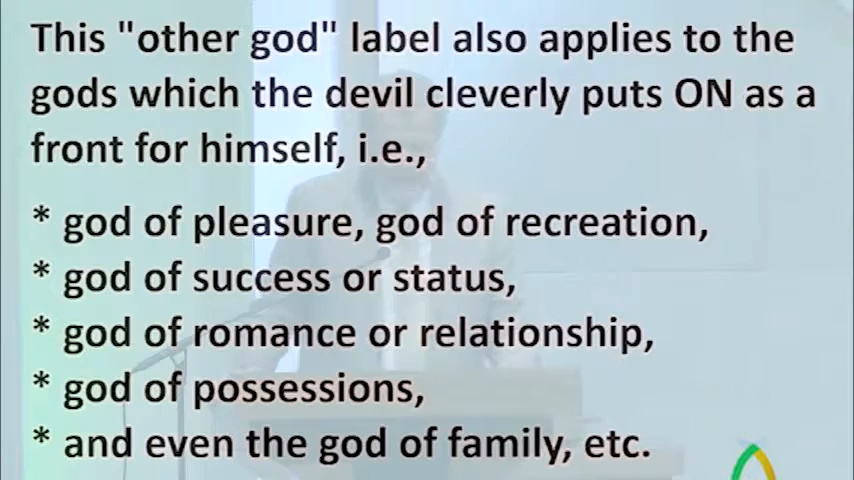 This "other god" label also applies to the
gods which the devil cleverly puts ON as a
front for himself, i.e.,
* god of pleasure, god of recreation,
* god of success or status,
* god of romance or relationship,
* god of possessions,
* and even the god of family, etc.